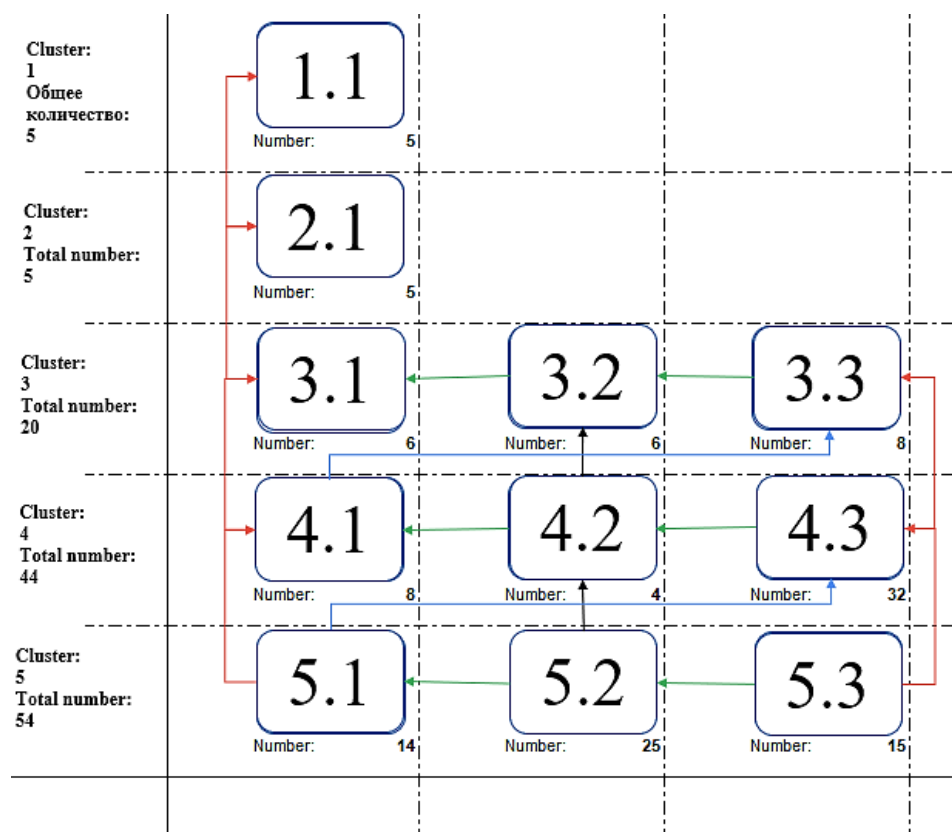 Cluster:
1
Общее
количество:
5
1.1
Number: 5
Cluster:
2
Total number:
5
2.1
Number: 5
Cluster:
3
Total number:
20
3.1
Number: 6
3.2
Number: 6
3.3
Number: 8
Cluster:
4
Total number:
44
4.1
Number: 8
4.2
Number: 4
4.3
Number: 32
Cluster:
5
Total number:
54
5.1
Number: 14
5.2
Number: 25
5.3
Number: 15